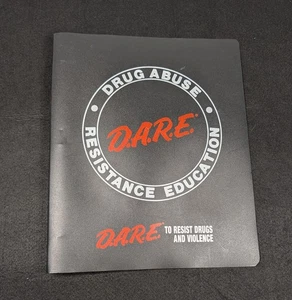 DRUG ABUSE
D.A.R.E.®
RESISTANCE EDUCATION
D.A.R.E.® TO RESIST DRUGS
AND VIOLENCE